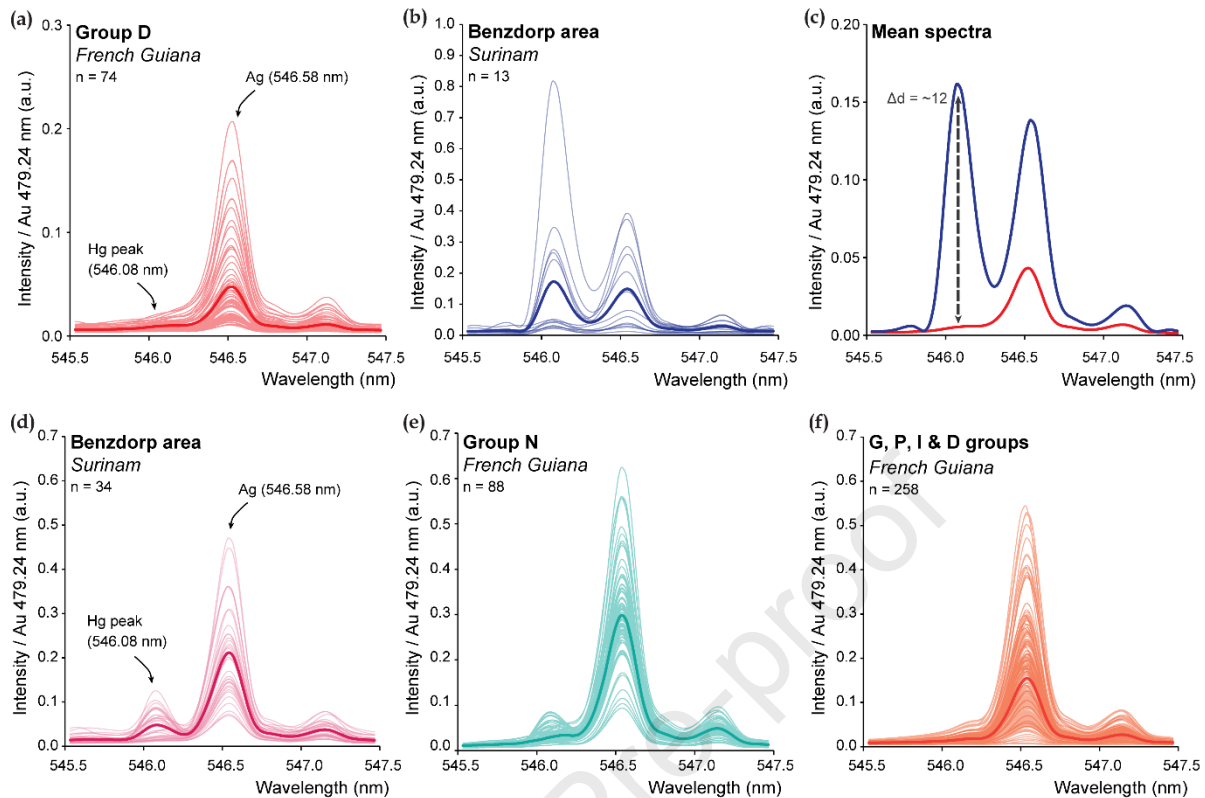 (a)
Group D
French Guiana
n = 74
Ag (546.58 nm)
Hg peak
(546.08 nm)
Intensity / Au 479.24 nm (a.u.)
0.3
0.2
0.1
0.0
545.5 546.0 546.5 547.0 547.5
Wavelength (nm)
(b)
Benzdorp area
Surinam
n = 13
Intensity / Au 479.24 nm (a.u.)
1.0
0.9
0.8
0.7
0.6
0.5
0.4
0.3
0.2
0.1
0.0
545.5 546.0 546.5 547.0 547.5
Wavelength (nm)
(c)
Mean spectra
Δd = ~12
Intensity / Au 479.24 nm (a.u.)
0.20
0.15
0.10
0.05
0.00
545.5 546.0 546.5 547.0 547.5
Wavelength (nm)
(d)
Benzdorp area
Surinam
n = 34
Ag (546.58 nm)
Hg peak
(546.08 nm)
Intensity / Au 479.24 nm (a.u.)
0.7
0.6
0.5
0.4
0.3
0.2
0.1
0.0
545.5 546.0 546.5 547.0 547.5
Wavelength (nm)
(e)
Group N
French Guiana
n = 88
Intensity / Au 479.24 nm (a.u.)
0.7
0.6
0.5
0.4
0.3
0.2
0.1
0.0
545.5 546.0 546.5 547.0 547.5
Wavelength (nm)
(f)
G, P, I & D groups
French Guiana
n = 258
Intensity / Au 479.24 nm (a.u.)
0.7
0.6
0.5
0.4
0.3
0.2
0.1
0.0
545.5 546.0 546.5 547.0 547.5
Wavelength (nm)
Pre-proof